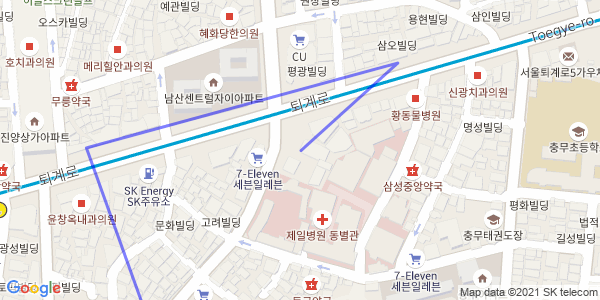 예관빌딩
원창빌딩
용현빌딩
삼인빌딩
Toegye-ro
혜화당한의원
호치과의원
메리힐안과의원
CU
평광빌딩
삼오빌딩
서울퇴계로5가우체
무릉약국
남산센트럴자이아파트
퇴계로
신광치과의원
황동물병원
명성빌딩
진양상가아파트
충무초등학
7-Eleven
세븐일레븐
퇴계로
SK Energy
SK주유소
삼성중앙약국
약국
윤창옥내과의원
문화빌딩
고려빌딩
제일병원 동별관
남영빌딩
충무태권도장
법적
길성빌딩
광성빌딩
7-Eleven
세븐일레븐
Google
Map data ©2021 SK telecom